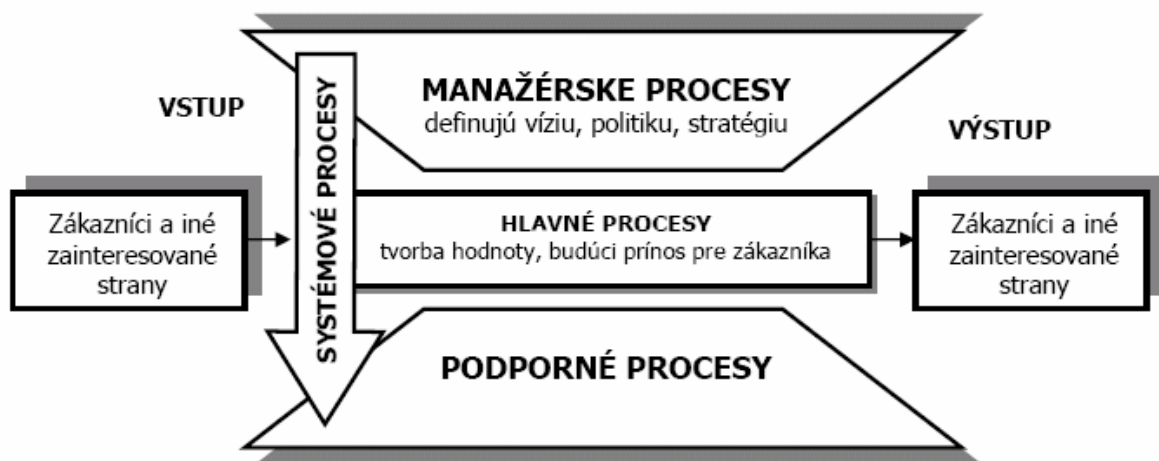 MANAŽÉRSKE PROCESY
definujú víziu, politiku, stratégiu
VSTUP
VÝSTUP
SYSTÉMOVÉ PROCESY
Zákazníci a iné
zainteresované
strany
HLAVNÉ PROCESY
tvorba hodnoty, budúci prínos pre zákazníka
Zákazníci a iné
zainteresované
strany
PODPORNÉ PROCESY